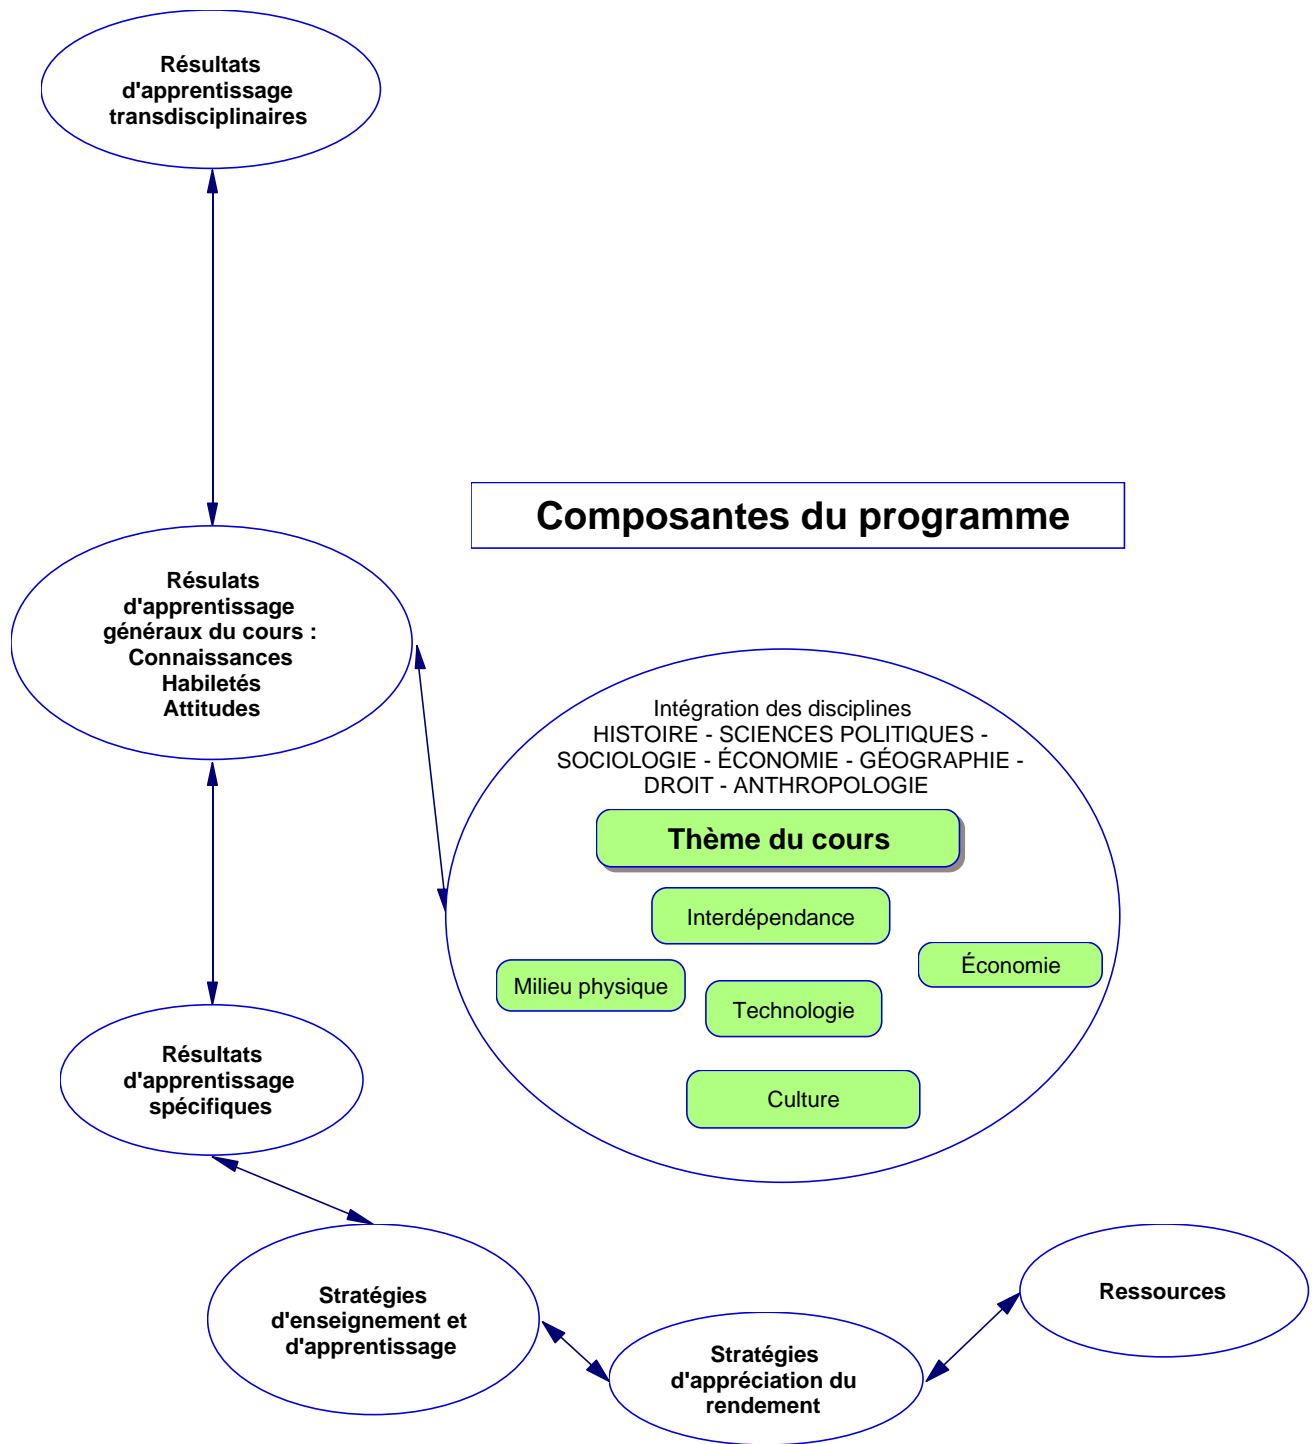 Résultats
d'apprentissage
transdisciplinaires
Composantes du programme
Résulats
d'apprentissage
généraux du cours :
Connaissances
Habiletés
Attitudes
Intégration des disciplines
HISTOIRE - SCIENCES POLITIQUES -
SOCIOLOGIE - ÉCONOMIE - GÉOGRAPHIE -
DROIT - ANTHROPOLOGIE
Thème du cours
Interdépendance
Économie
Milieu physique
Technologie
Culture
Résultats
d'apprentissage
spécifiques
Stratégies
d'enseignement et
d'apprentissage
Stratégies
d'appréciation du
rendement
Ressources